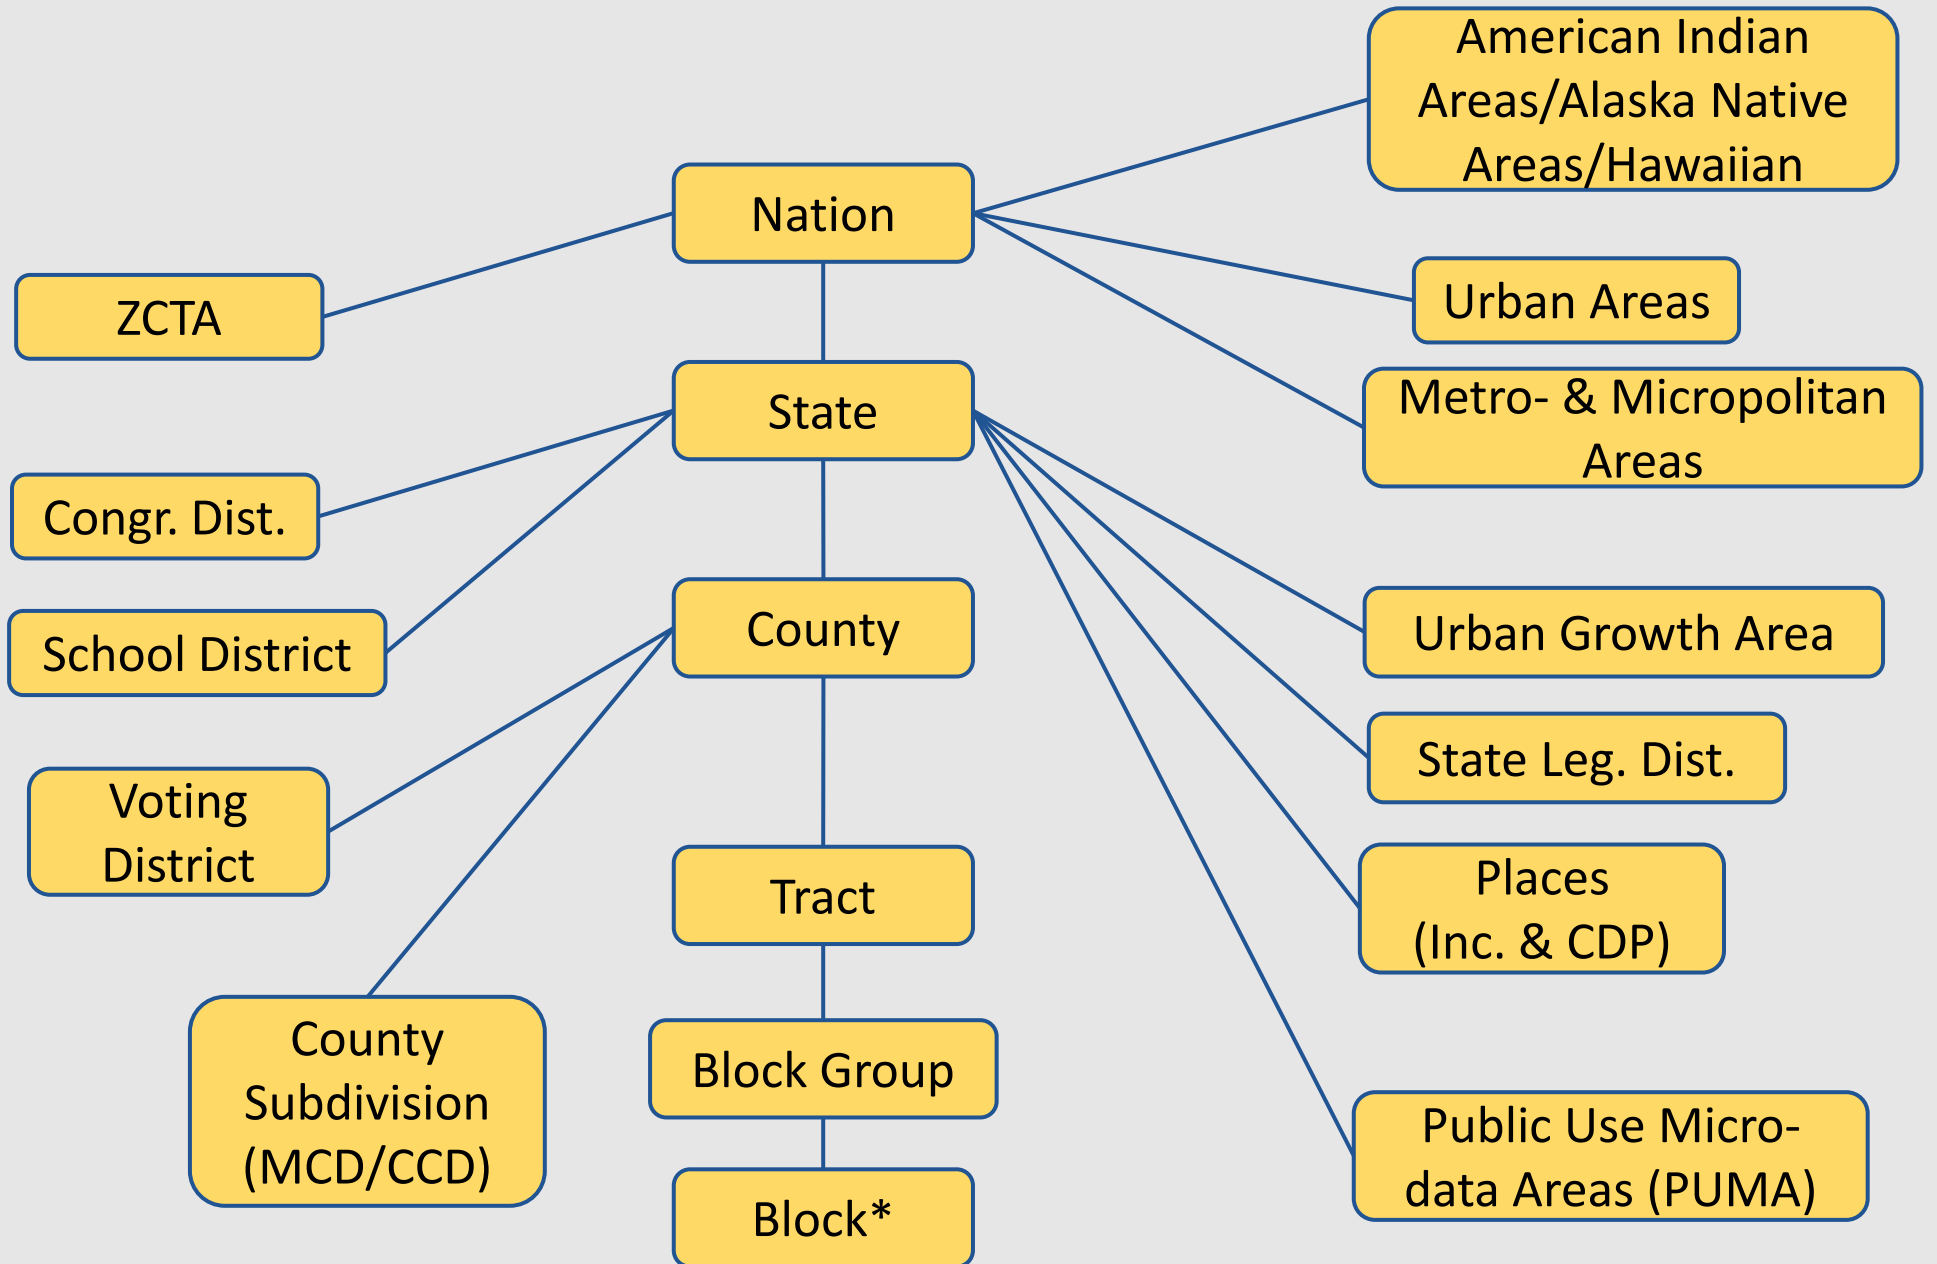 American Indian
Areas/Alaska Native
Areas/Hawaiian
Nation
ZCTA
Urban Areas
State
Metro- & Micropolitan
Areas
Congr. Dist.
School District
County
Urban Growth Area
State Leg. Dist.
Voting
District
Tract
Places
(Inc. & CDP)
County
Subdivision
(MCD/CCD)
Block Group
Public Use Micro-
data Areas (PUMA)
Block*